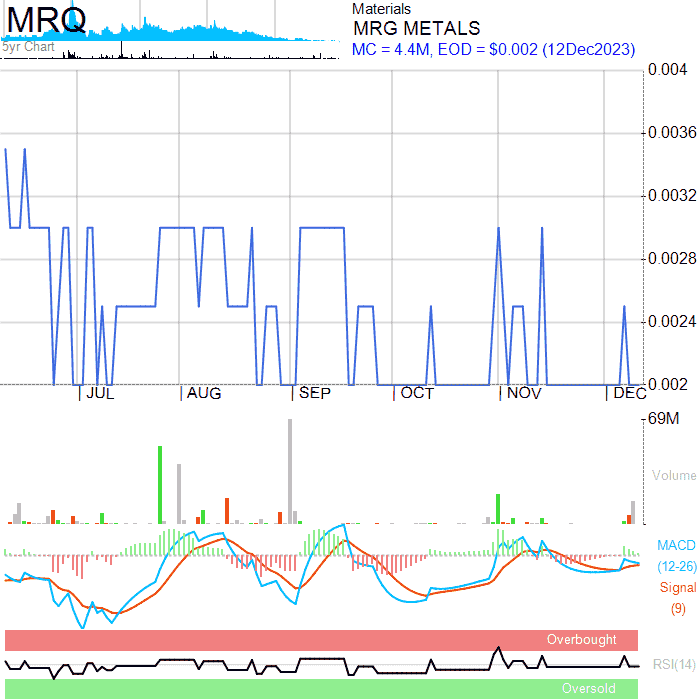 MRQ
5yr Chart
Materials
MRG METALS
MC = 4.4M, EOD = $0.002 (12Dec2023)
0.004
0.0036
0.0032
0.0028
0.0024
0.002
JUL AUG SEP OCT NOV DEC
69M
Volume
MACD
(12-26)
Signal
(9)
Overbought
RSI(14)
Oversold